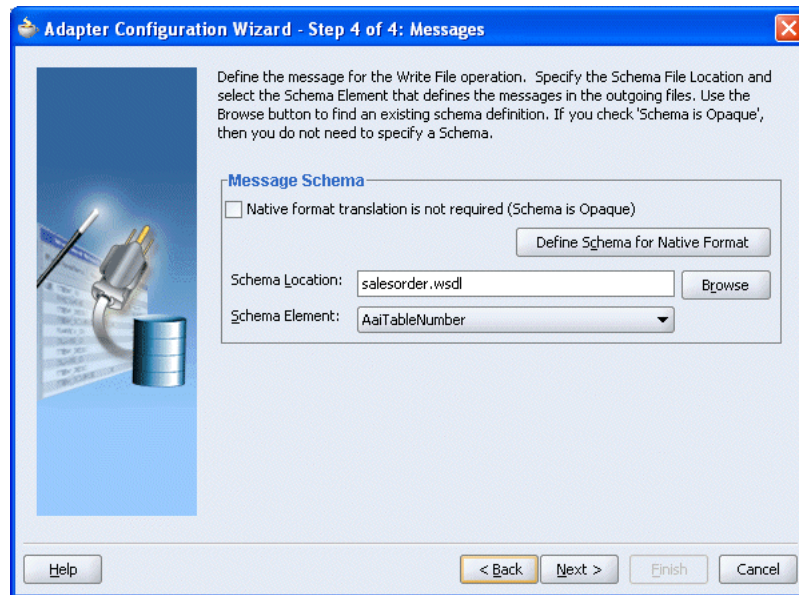 Adapter Configuration Wizard - Step 4 of 4: Messages
Define the message for the Write File operation.  Specify the Schema File Location and
select the Schema Element that defines the messages in the outgoing files. Use the
Browse button to find an existing schema definition. If you check 'Schema is Opaque',
then you do not need to specify a Schema.
Message Schema
Native format translation is not required (Schema is Opaque)
Define Schema for Native Format
Schema Location: salesorder.wsdl Browse
Schema Element: AaiTableNumber
Help < Back Next > Finish Cancel